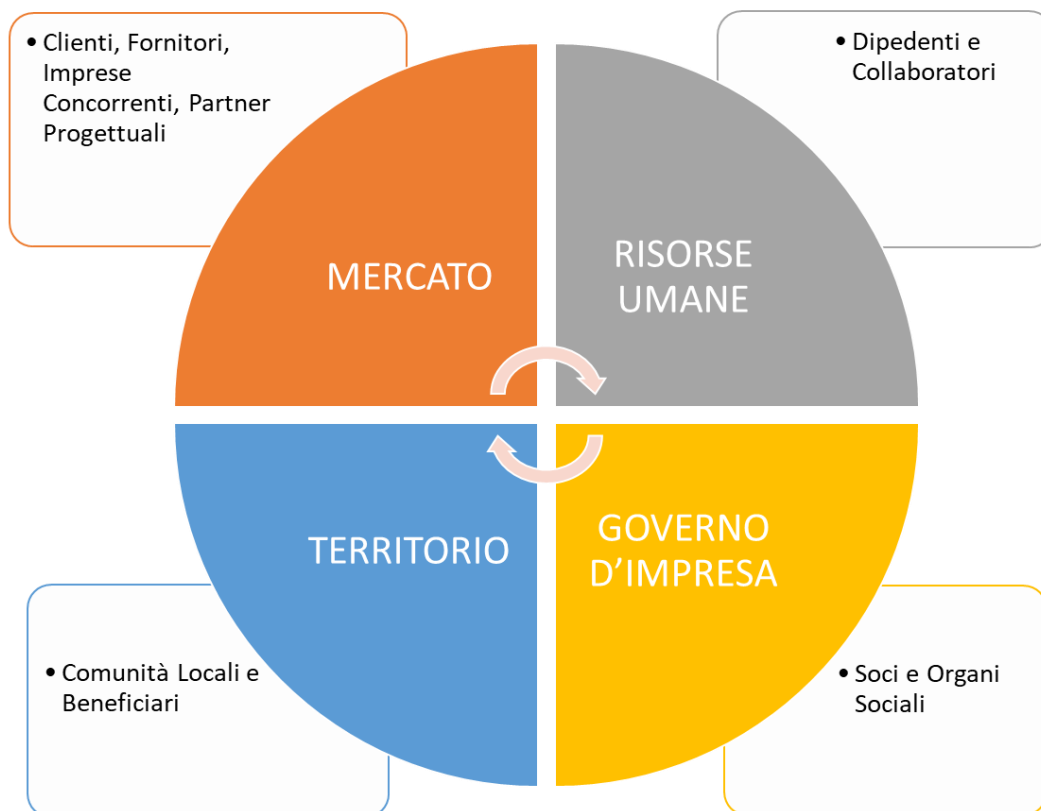 • Clienti, Fornitori,
Imprese
Concorrenti, Partner
Progettuali
• Dipedenti e
Collaboratori
MERCATO
RISORSE
UMANE
TERRITORIO
GOVERNO
D’IMPRESA
• Comunità Locali e
Beneficiari
• Soci e Organi
Sociali